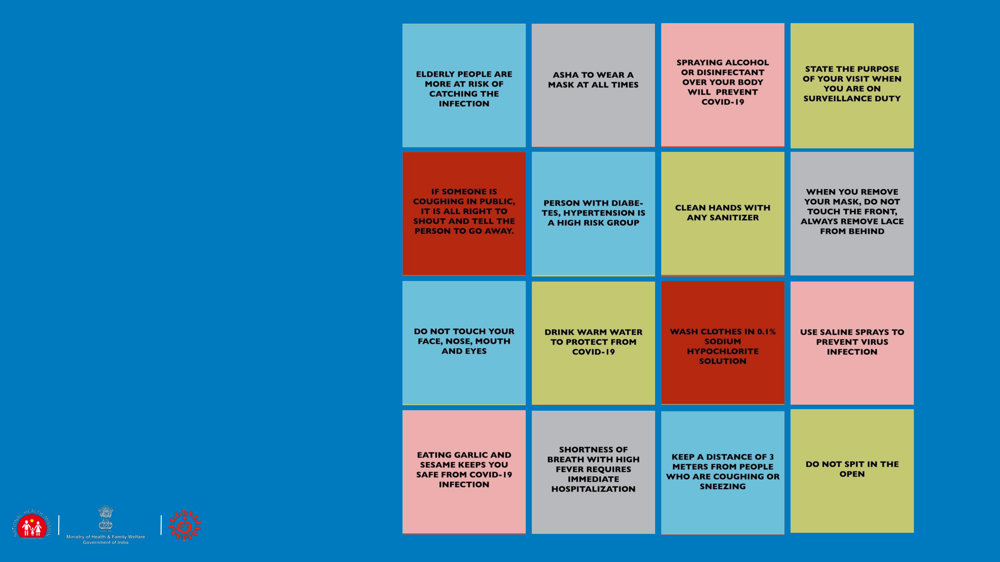 ELDERLY PEOPLE ARE
MORE AT RISK OF
CATCHING THE
INFECTION
ASHA TO WEAR A
MASK AT ALL TIMES
SPRAYING ALCOHOL
OR DISINFECTANT
OVER YOUR BODY
WILL PREVENT
COVID-19
STATE THE PURPOSE
OF YOUR VISIT WHEN
YOU ARE ON
SURVEILLANCE DUTY
IF SOMEONE IS
COUGHING IN PUBLIC,
IT IS ALL RIGHT TO
SHOUT AND TELL THE
PERSON TO GO AWAY.
PERSON WITH DIABE-
TES, HYPERTENSION IS
A HIGH RISK GROUP
CLEAN HANDS WITH
ANY SANITIZER
WHEN YOU REMOVE
YOUR MASK, DO NOT
TOUCH THE FRONT,
ALWAYS REMOVE LACE
FROM BEHIND
DO NOT TOUCH YOUR
FACE, NOSE, MOUTH
AND EYES
DRINK WARM WATER
TO PROTECT FROM
COVID-19
WASH CLOTHES IN 0.1%
SODIUM
HYPOCHLORITE
SOLUTION
USE SALINE SPRAYS TO
PREVENT VIRUS
INFECTION
EATING GARLIC AND
SESAME KEEPS YOU
SAFE FROM COVID-19
INFECTION
SHORTNESS OF
BREATH WITH HIGH
FEVER REQUIRES
IMMEDIATE
HOSPITALIZATION
KEEP A DISTANCE OF 3
METERS FROM PEOPLE
WHO ARE COUGHING OR
SNEEZING
DO NOT SPIT IN THE
OPEN
NATIONAL HEALTH MISSION
Ministry of Health & Family Welfare
Government of India